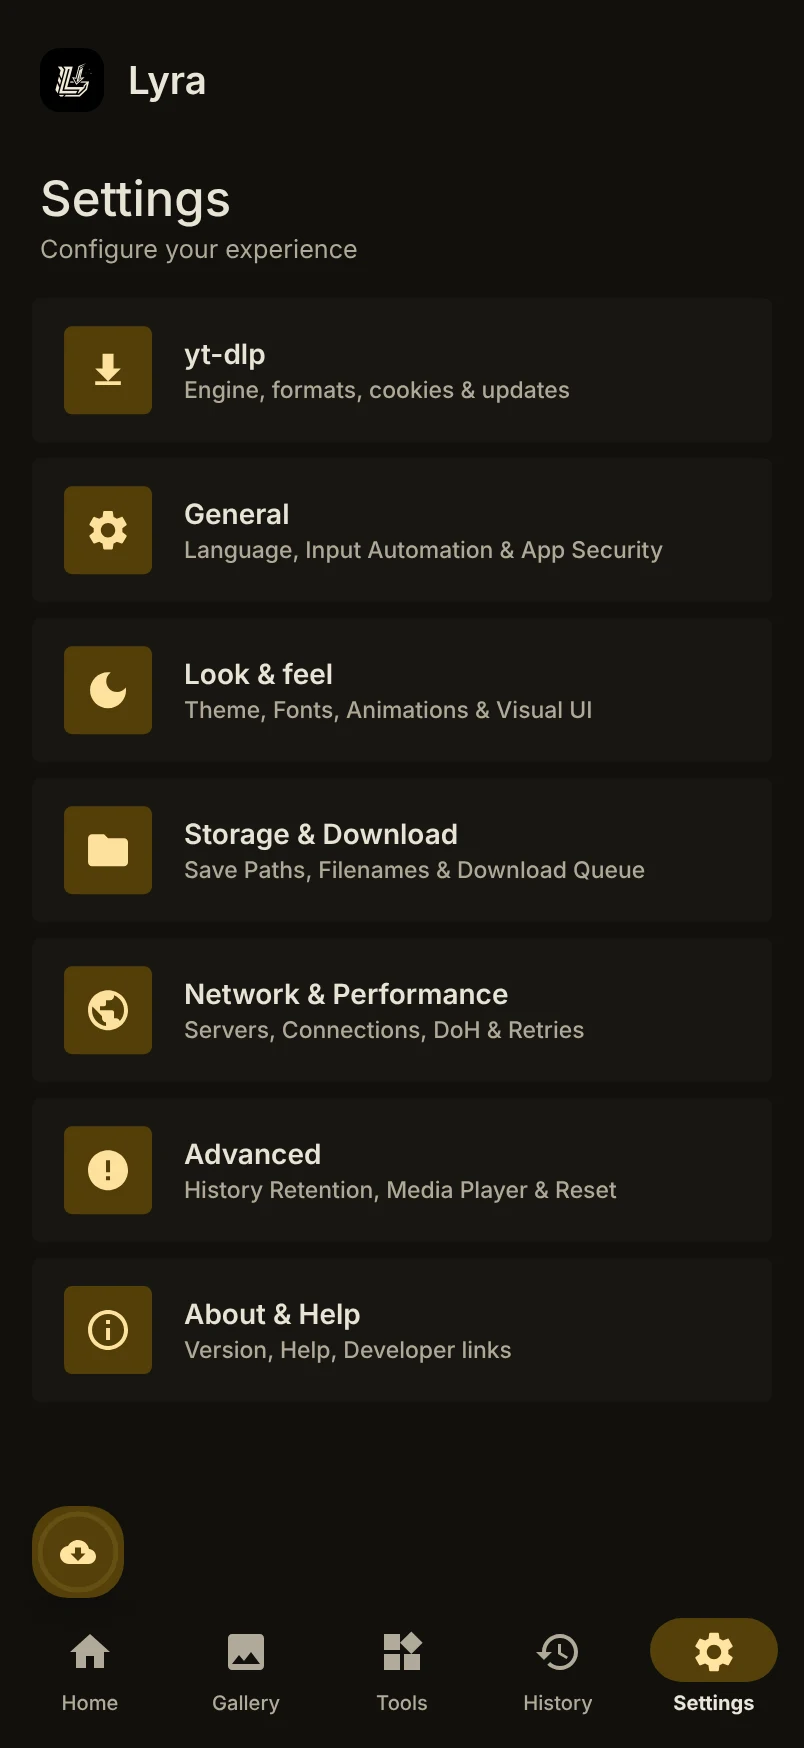 Lyra
Settings
Configure your experience
yt-dlp
Engine, formats, cookies & updates
General
Language, Input Automation & App Security
Look & feel
Theme, Fonts, Animations & Visual UI
Storage & Download
Save Paths, Filenames & Download Queue
Network & Performance
Servers, Connections, DoH & Retries
Advanced
History Retention, Media Player & Reset
About & Help
Version, Help, Developer links
Home
Gallery
Tools
History
Settings